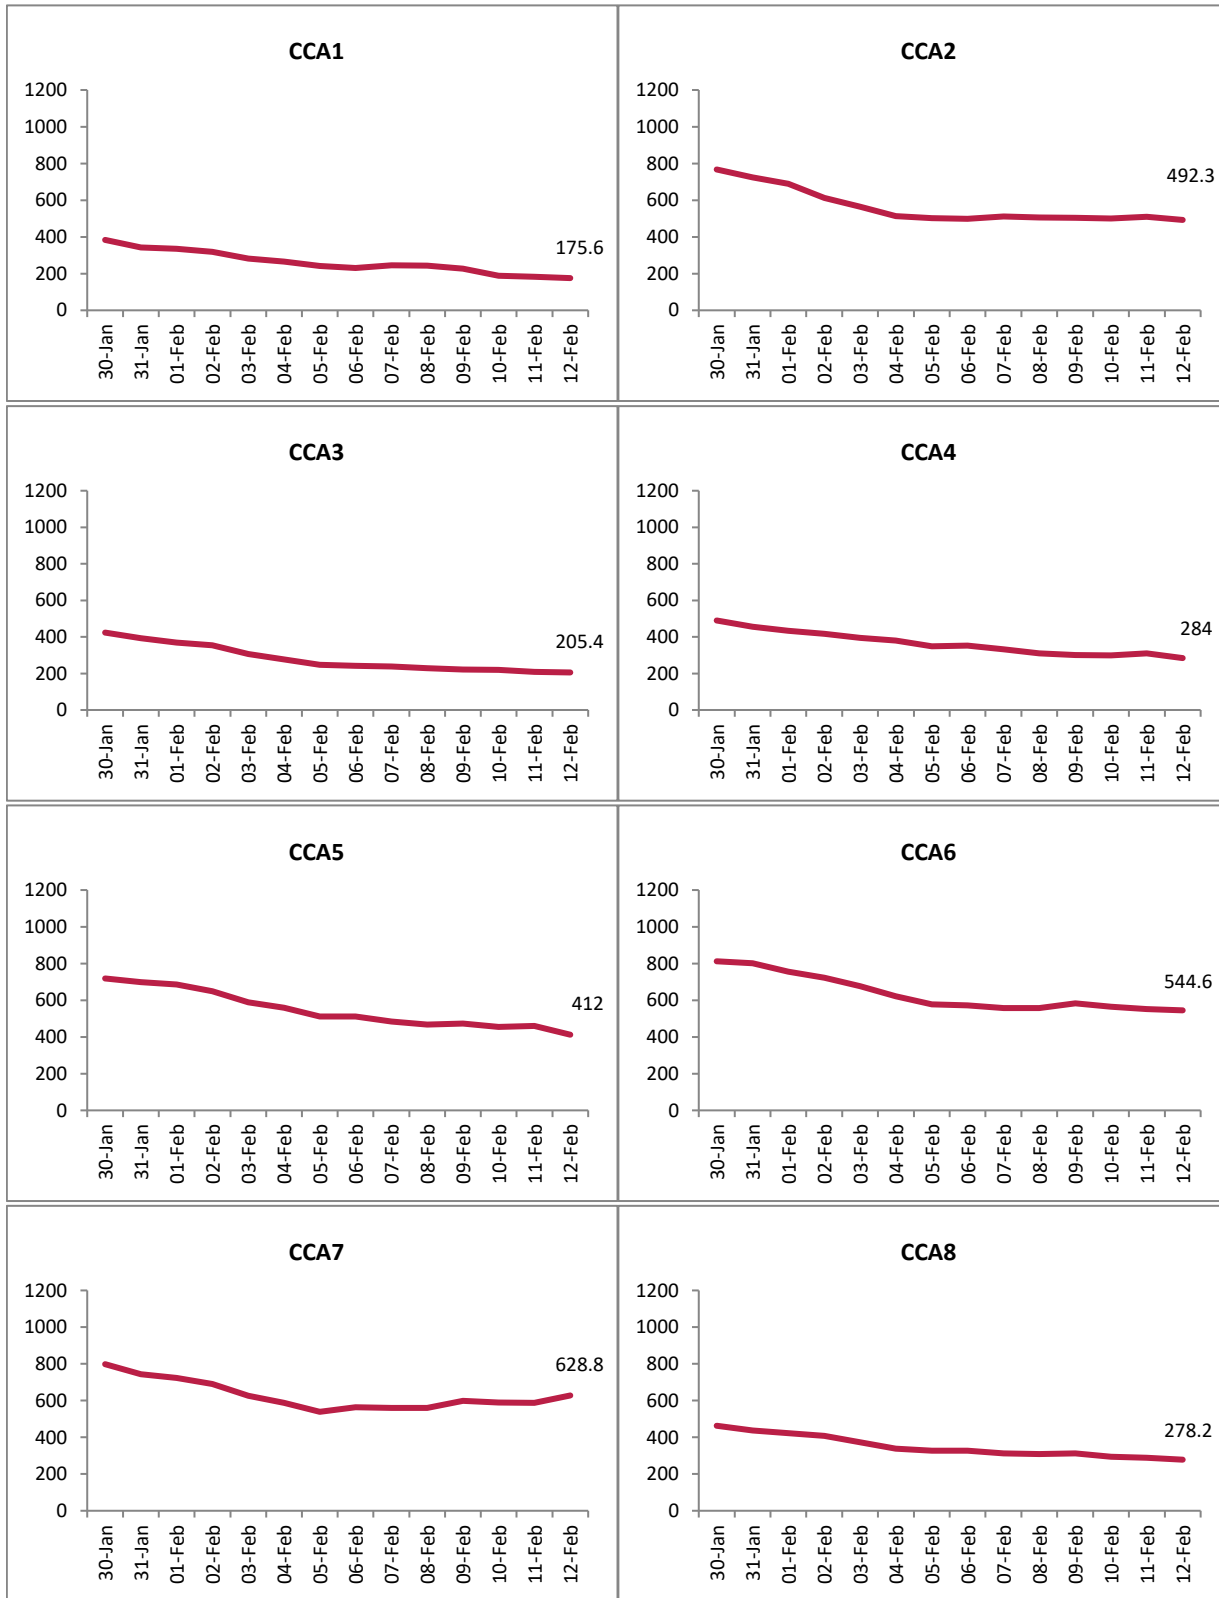 CCA1
1200
1000
800
600
400
200
0
175.6
30-Jan
31-Jan
01-Feb
02-Feb
03-Feb
04-Feb
05-Feb
06-Feb
07-Feb
08-Feb
09-Feb
10-Feb
11-Feb
12-Feb
CCA2
1200
1000
800
600
400
200
0
492.3
30-Jan
31-Jan
01-Feb
02-Feb
03-Feb
04-Feb
05-Feb
06-Feb
07-Feb
08-Feb
09-Feb
10-Feb
11-Feb
12-Feb
CCA3
1200
1000
800
600
400
200
0
205.4
30-Jan
31-Jan
01-Feb
02-Feb
03-Feb
04-Feb
05-Feb
06-Feb
07-Feb
08-Feb
09-Feb
10-Feb
11-Feb
12-Feb
CCA4
1200
1000
800
600
400
200
0
284
30-Jan
31-Jan
01-Feb
02-Feb
03-Feb
04-Feb
05-Feb
06-Feb
07-Feb
08-Feb
09-Feb
10-Feb
11-Feb
12-Feb
CCA5
1200
1000
800
600
400
200
0
412
30-Jan
31-Jan
01-Feb
02-Feb
03-Feb
04-Feb
05-Feb
06-Feb
07-Feb
08-Feb
09-Feb
10-Feb
11-Feb
12-Feb
CCA6
1200
1000
800
600
400
200
0
544.6
30-Jan
31-Jan
01-Feb
02-Feb
03-Feb
04-Feb
05-Feb
06-Feb
07-Feb
08-Feb
09-Feb
10-Feb
11-Feb
12-Feb
CCA7
1200
1000
800
600
400
200
0
628.8
30-Jan
31-Jan
01-Feb
02-Feb
03-Feb
04-Feb
05-Feb
06-Feb
07-Feb
08-Feb
09-Feb
10-Feb
11-Feb
12-Feb
CCA8
1200
1000
800
600
400
200
0
278.2
30-Jan
31-Jan
01-Feb
02-Feb
03-Feb
04-Feb
05-Feb
06-Feb
07-Feb
08-Feb
09-Feb
10-Feb
11-Feb
12-Feb